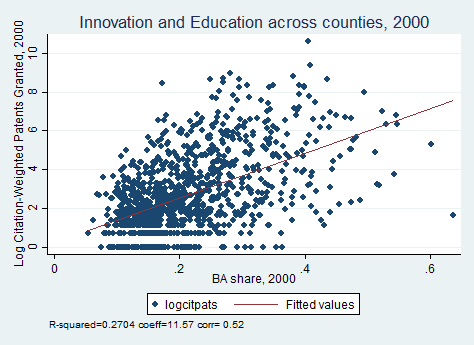 Innovation and Education across counties, 2000
Log Citation-Weighted Patents Granted, 2000
10
8
6
4
2
0
0
.2
.4
.6
BA share, 2000
logcitpats
Fitted values
R-squared=0.2704 coeff=11.57 corr= 0.52